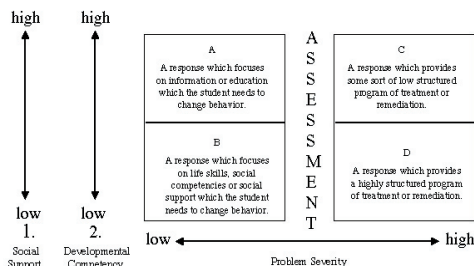 high
high
A
A response which focuses
on information or education
which the student needs to
change behavior.
B
A response which focuses
on life skills, social
competencies or social
support which the student
needs to change behavior.
ASSESSMENT
C
A response which provides
some sort of low structured
program of treatment or
remediation.
D
A response which provides
a highly structured program
of treatment or remediation.
low
low
1.
2.
Social
Support
Developmental
Competency
low
high
Problem Severity